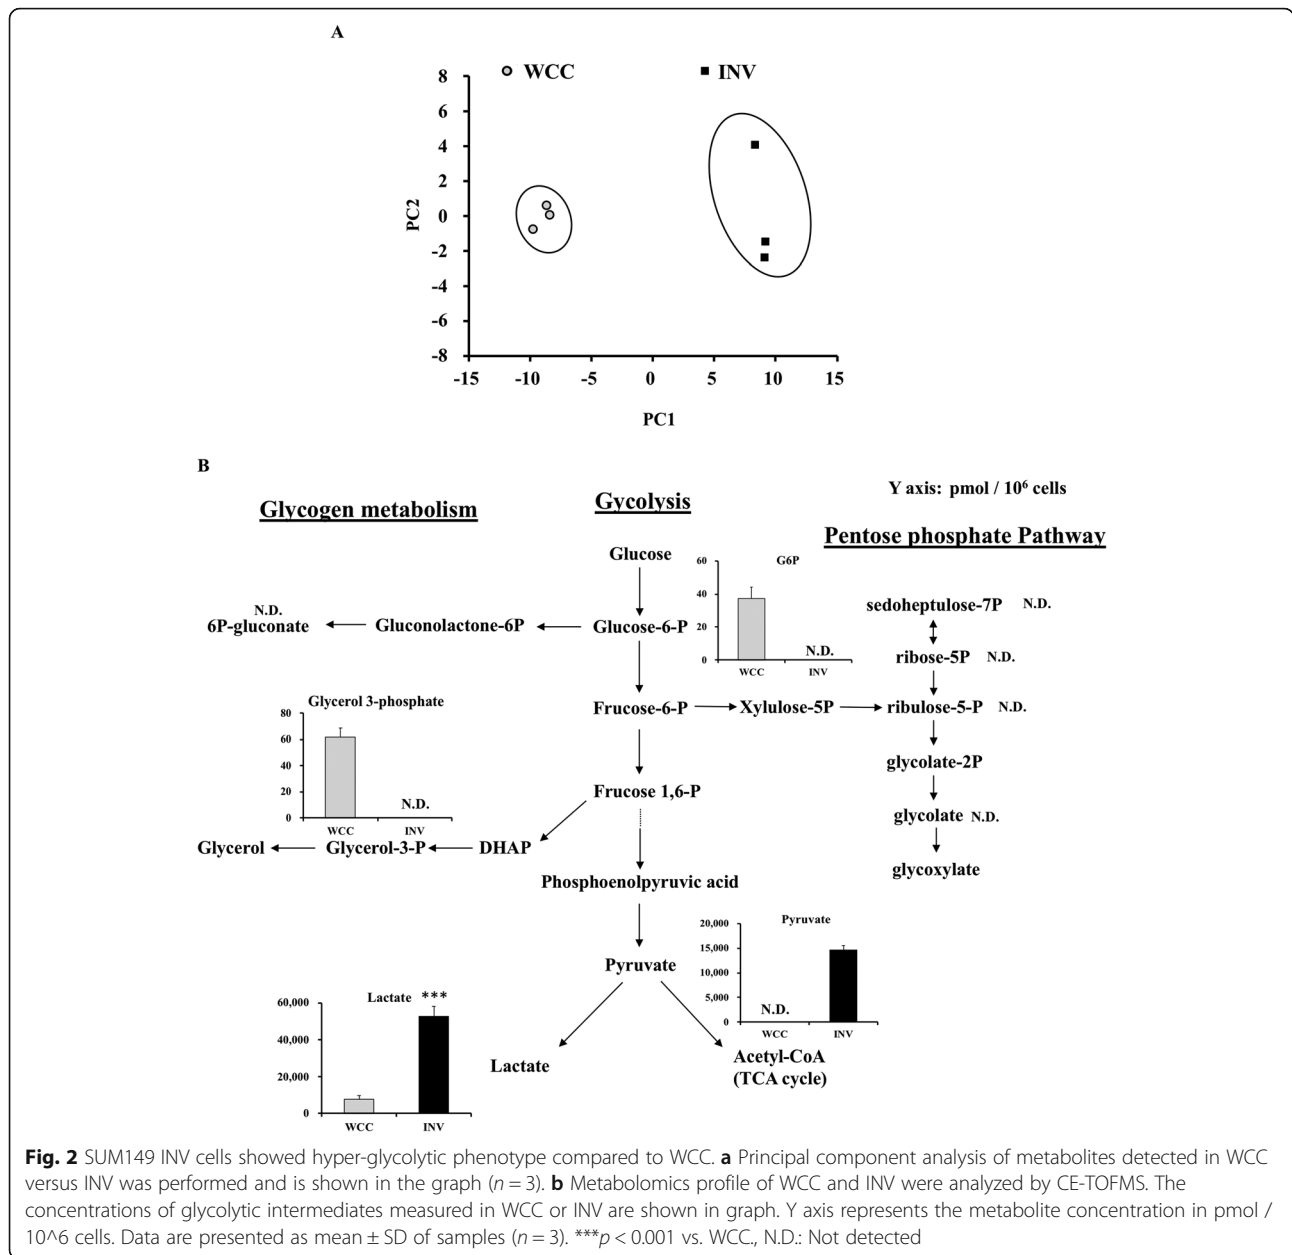 A
WCC
INV
8
6
4
2
0
-2
-4
-6
-8
PC2
-15
-10
-5
0
5
10
15
PC1
B
Glycogen metabolism
Gycolysis
Y axis: pmol / 10⁶ cells
Pentose phosphate Pathway
Glucose
G6P
60
40
20
0
N.D.
WCC
INV
sedoheptulose-7P N.D.
N.D.
6P-gluconate
Gluconolactone-6P
Glucose-6-P
ribose-5P N.D.
Glycerol 3-phosphate
80
60
40
20
0
N.D.
WCC
INV
Frucose-6-P
Xylulose-5P
ribulose-5-P N.D.
glycolate-2P
Frucose 1,6-P
glycolate N.D.
Glycerol
Glycerol-3-P
DHAP
glycoxylate
Phosphoenolpyruvic acid
Pyruvate
20,000
15,000
10,000
5,000
0
N.D.
WCC
INV
Pyruvate
Lactate ***
60,000
40,000
20,000
0
WCC
INV
Lactate
Acetyl-CoA
(TCA cycle)
Fig. 2 SUM149 INV cells showed hyper-glycolytic phenotype compared to WCC. a Principal component analysis of metabolites detected in WCC
versus INV was performed and is shown in the graph (n = 3). b Metabolomics profile of WCC and INV were analyzed by CE-TOFMS. The
concentrations of glycolytic intermediates measured in WCC or INV are shown in graph. Y axis represents the metabolite concentration in pmol /
10^6 cells. Data are presented as mean ± SD of samples (n = 3). ***p < 0.001 vs. WCC., N.D.: Not detected